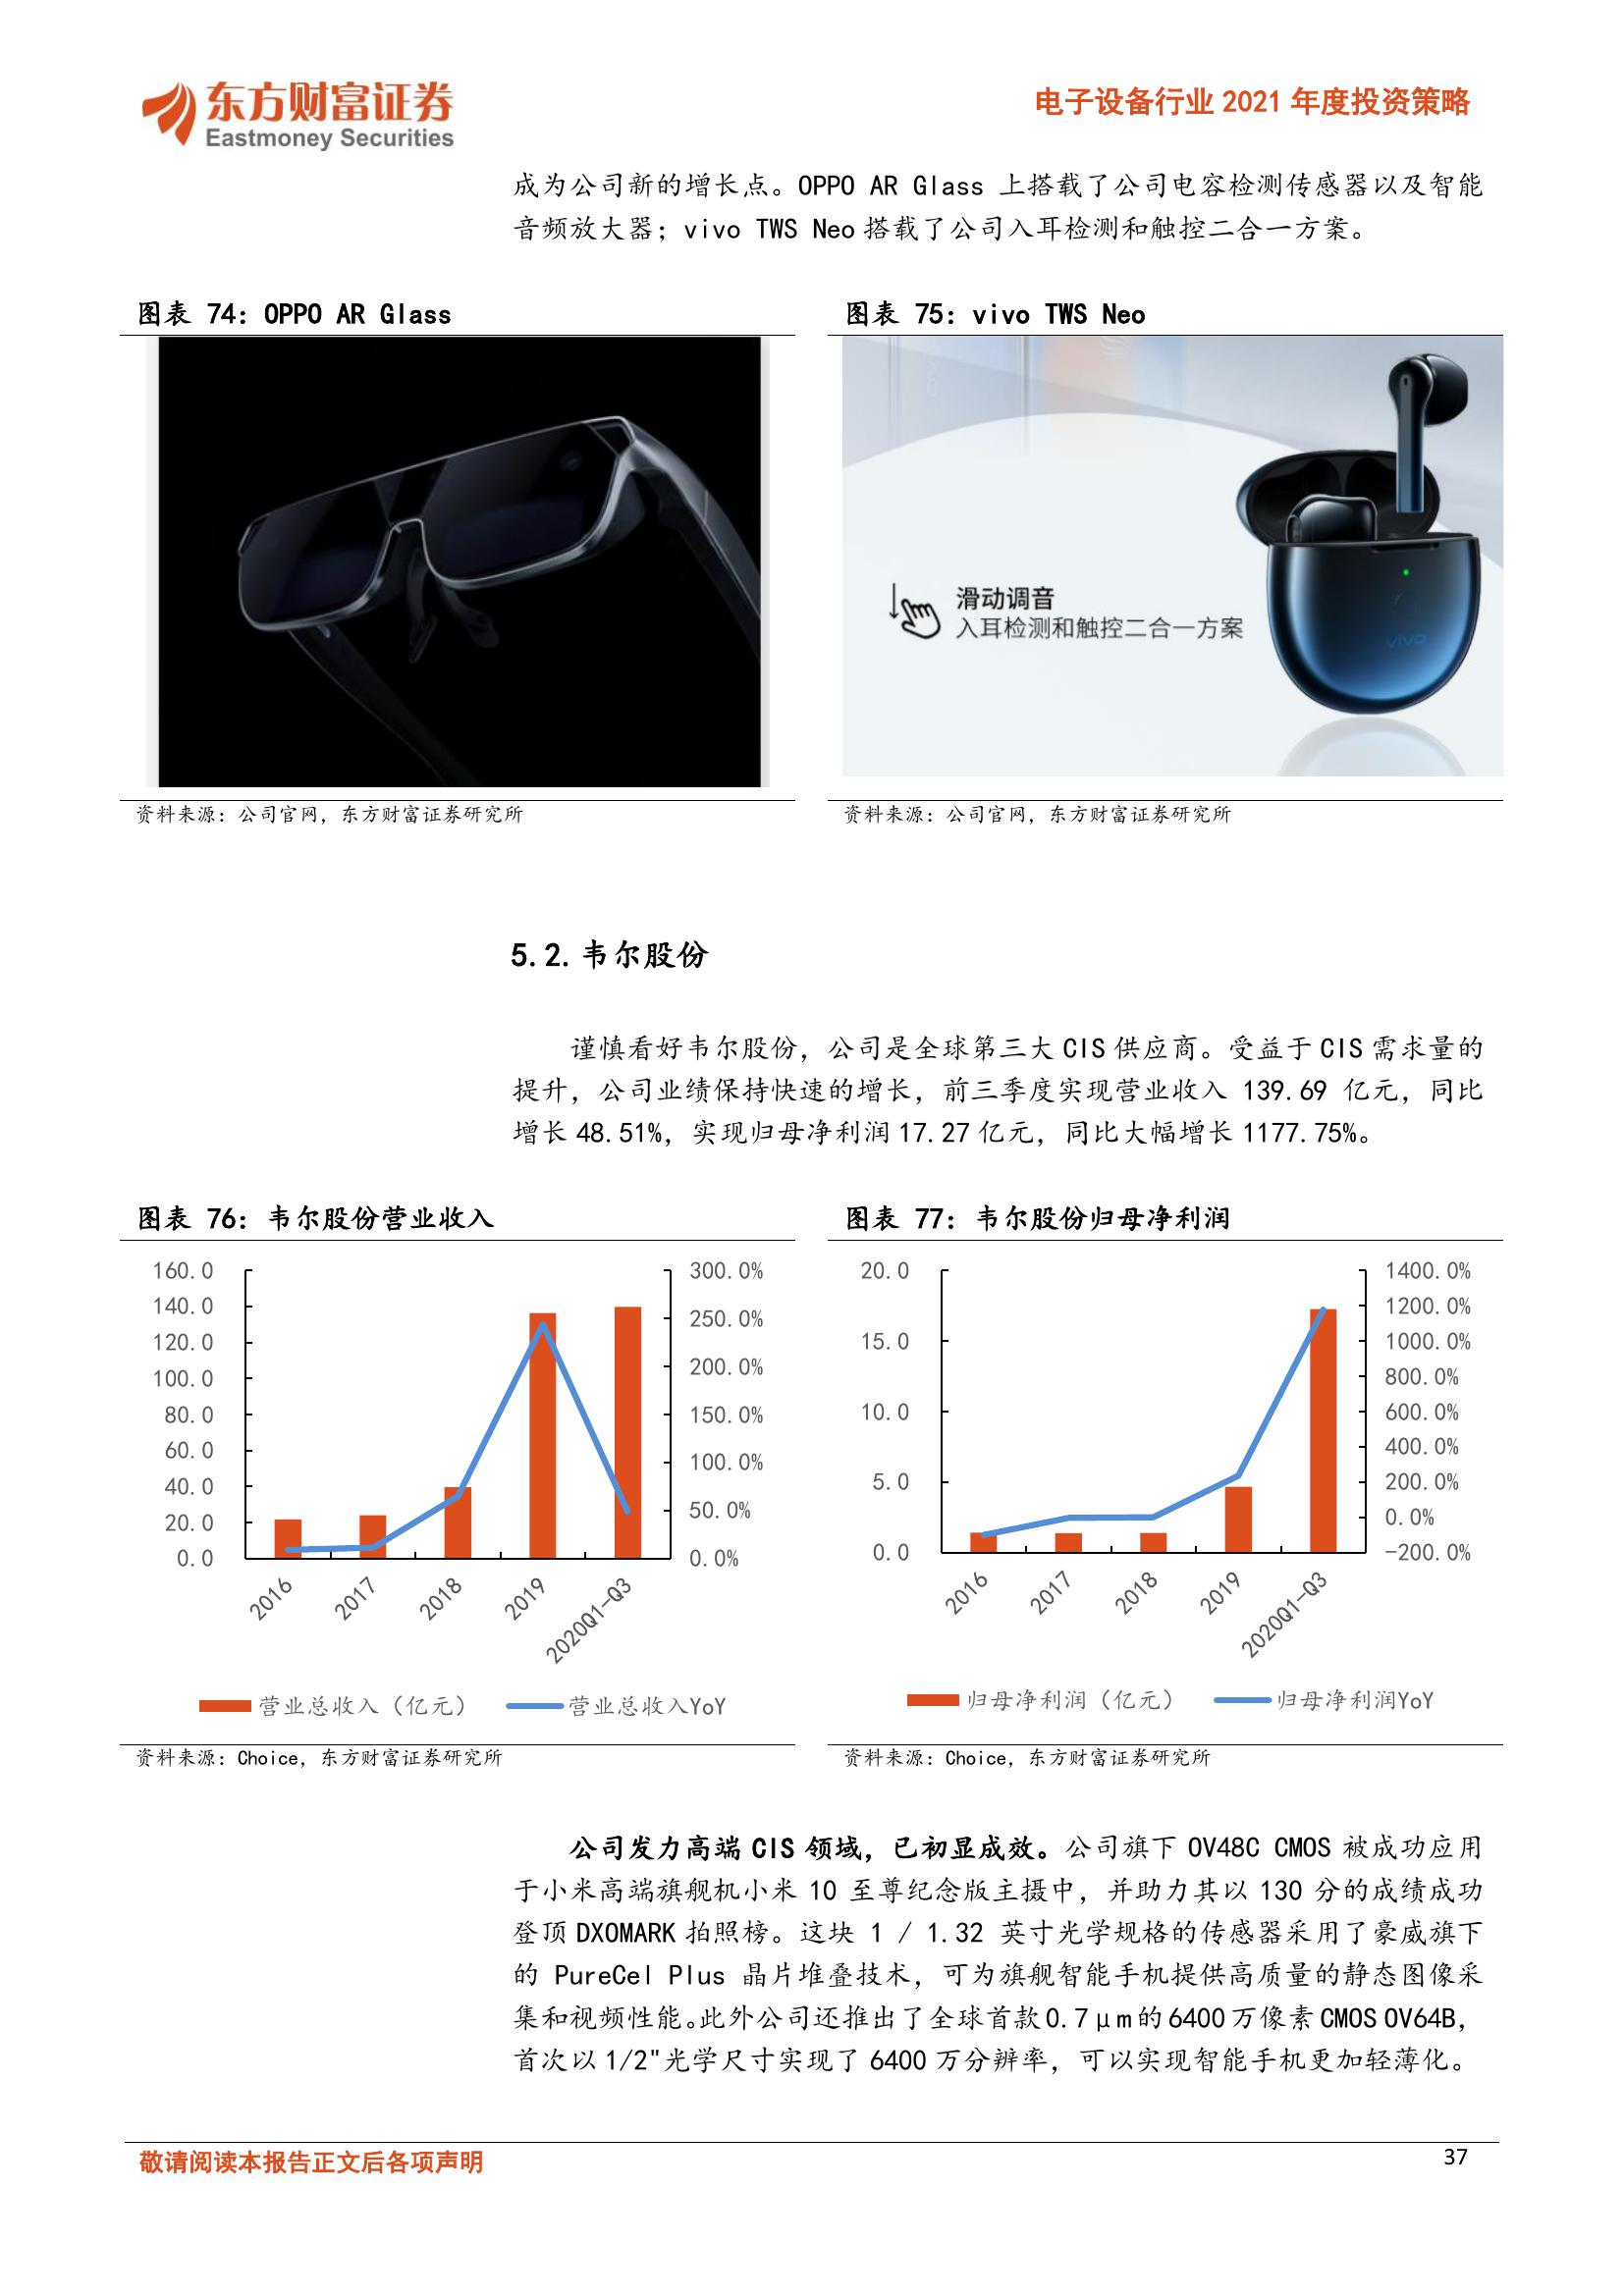 东方财富证券
Eastmoney Securities
电子设备行业 2021 年度投资策略
成为公司新的增长点。OPPO AR Glass 上搭载了公司电容检测传感器以及智能
音频放大器；vivo TWS Neo 搭载了公司入耳检测和触控二合一方案。
图表 74：OPPO AR Glass
图表 75：vivo TWS Neo
滑动调音
入耳检测和触控二合一方案
vivo
资料来源：公司官网，东方财富证券研究所
资料来源：公司官网，东方财富证券研究所
5.2.韦尔股份
谨慎看好韦尔股份，公司是全球第三大 CIS 供应商。受益于 CIS 需求量的
提升，公司业绩保持快速的增长，前三季度实现营业收入 139.69 亿元，同比
增长 48.51%，实现归母净利润 17.27 亿元，同比大幅增长 1177.75%。
图表 76：韦尔股份营业收入
160.0
140.0
120.0
100.0
80.0
60.0
40.0
20.0
0.0
300.0%
250.0%
200.0%
150.0%
100.0%
50.0%
0.0%
2016
2017
2018
2019
2020Q1-Q3
营业总收入（亿元）
营业总收入YoY
资料来源：Choice，东方财富证券研究所
图表 77：韦尔股份归母净利润
20.0
15.0
10.0
5.0
0.0
1400.0%
1200.0%
1000.0%
800.0%
600.0%
400.0%
200.0%
0.0%
-200.0%
2016
2017
2018
2019
2020Q1-Q3
归母净利润（亿元）
归母净利润YoY
资料来源：Choice，东方财富证券研究所
公司发力高端 CIS 领域，已初显成效。公司旗下 OV48C CMOS 被成功应用
于小米高端旗舰机小米 10 至尊纪念版主摄中，并助力其以 130 分的成绩成功
登顶 DXOMARK 拍照榜。这块 1 / 1.32 英寸光学规格的传感器采用了豪威旗下
的 PureCel Plus 晶片堆叠技术，可为旗舰智能手机提供高质量的静态图像采
集和视频性能。此外公司还推出了全球首款 0.7μm 的 6400 万像素 CMOS OV64B，
首次以 1/2"光学尺寸实现了 6400 万分辨率，可以实现智能手机更加轻薄化。
敬请阅读本报告正文后各项声明
37